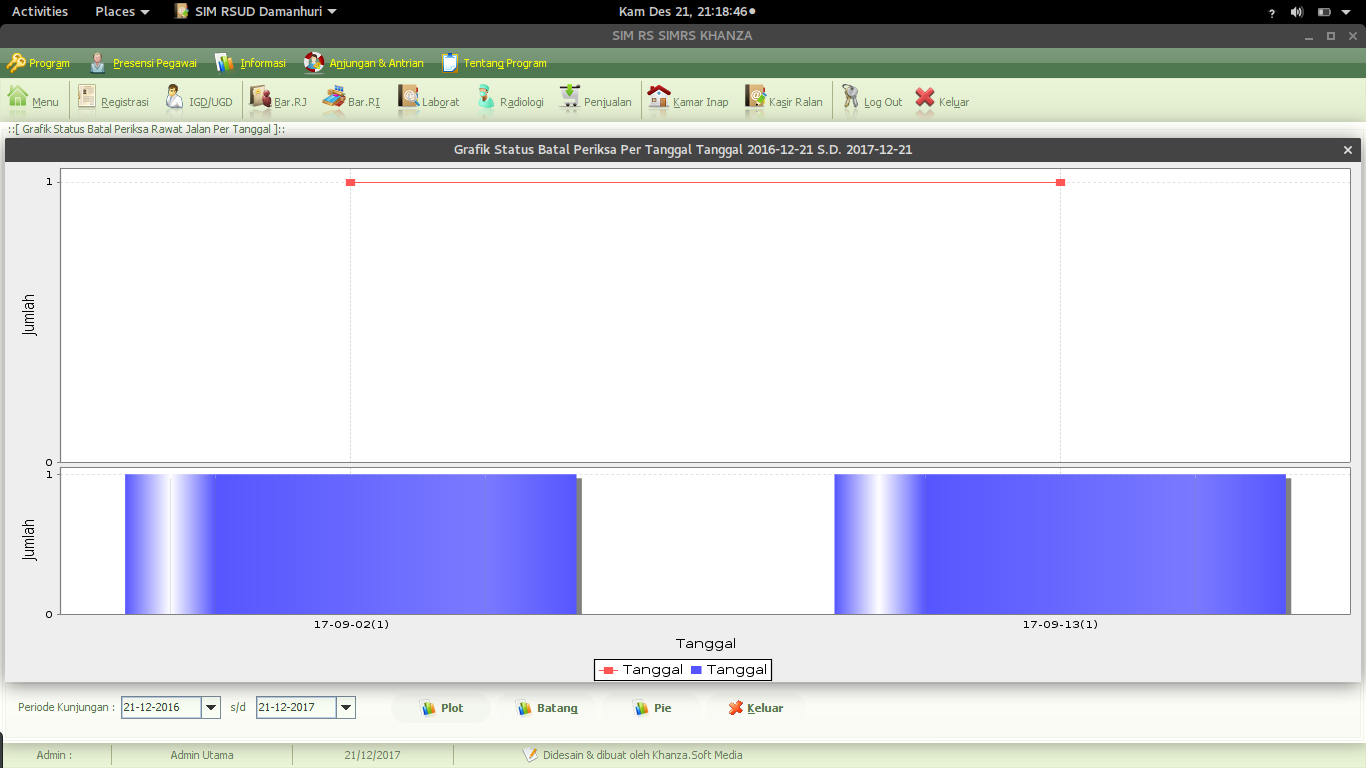 Activities Places SIM RSUD Damanhuri Kam Des 21, 21:18:46 ?
SIM RS SIMRS KHANZA
Program Presensi Pegawai Informasi Anjungan & Antrian Tentang Program
Menu Registrasi IGD/UGD Bar.RJ Bar.RI Laborat Radiologi Penjualan Kamar Inap Kasir Ralan Log Out Keluar
::[ Grafik Status Batal Periksa Rawat Jalan Per Tanggal ]::
Grafik Status Batal Periksa Per Tanggal Tanggal 2016-12-21 S.D. 2017-12-21
1
Jumlah
0
1
Jumlah
0
17-09-02(1) 17-09-13(1)
Tanggal
Tanggal Tanggal
Periode Kunjungan : 21-12-2016 s/d 21-12-2017 Plot Batang Pie Keluar
Admin : Admin Utama 21/12/2017 Didesain & dibuat oleh Khanza.Soft Media